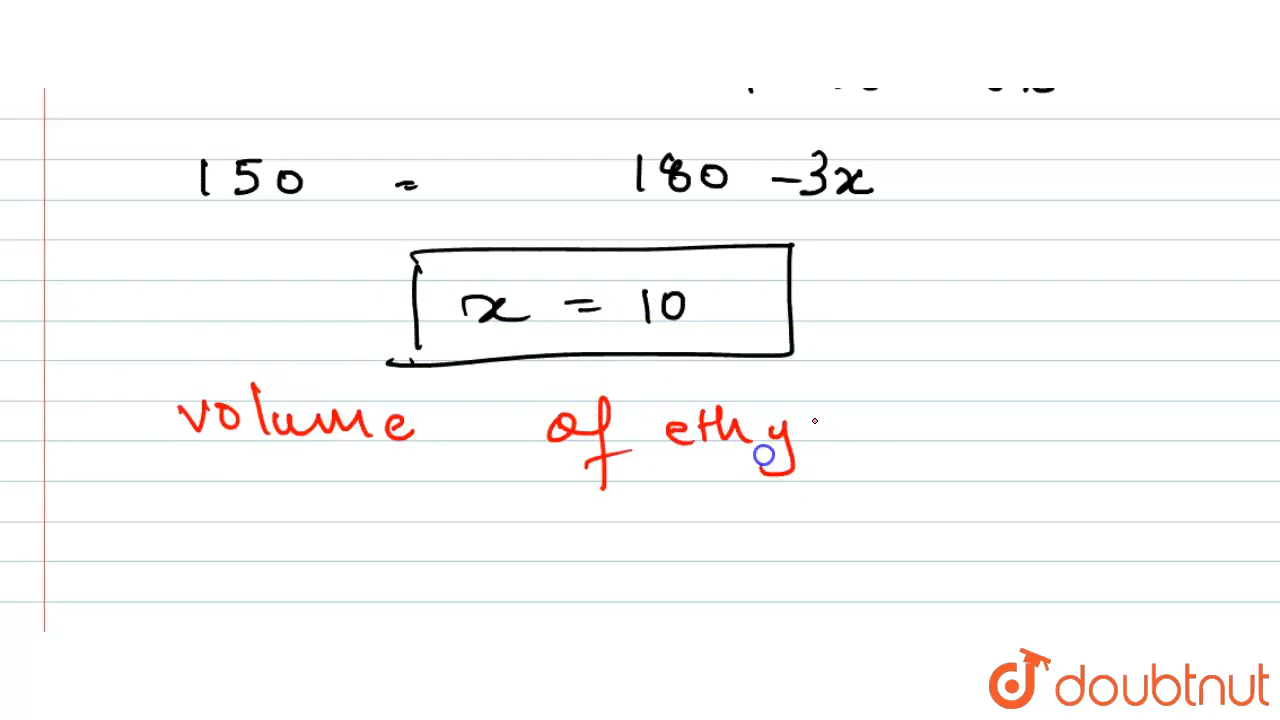 150 = 180 - 3x
x = 10
volume of ethy
doubtnut